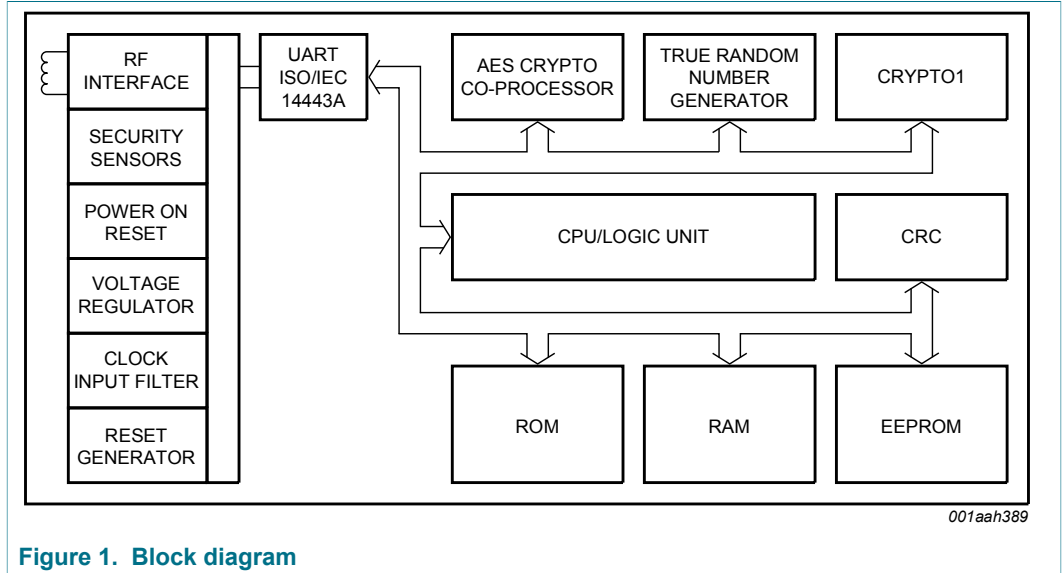 RF
INTERFACE
SECURITY
SENSORS
POWER ON
RESET
VOLTAGE
REGULATOR
CLOCK
INPUT FILTER
RESET
GENERATOR
UART
ISO/IEC
14443A
AES CRYPTO
CO-PROCESSOR
TRUE RANDOM
NUMBER
GENERATOR
CRYPTO1
CPU/LOGIC UNIT
CRC
ROM
RAM
EEPROM
001aah389
Figure 1. Block diagram